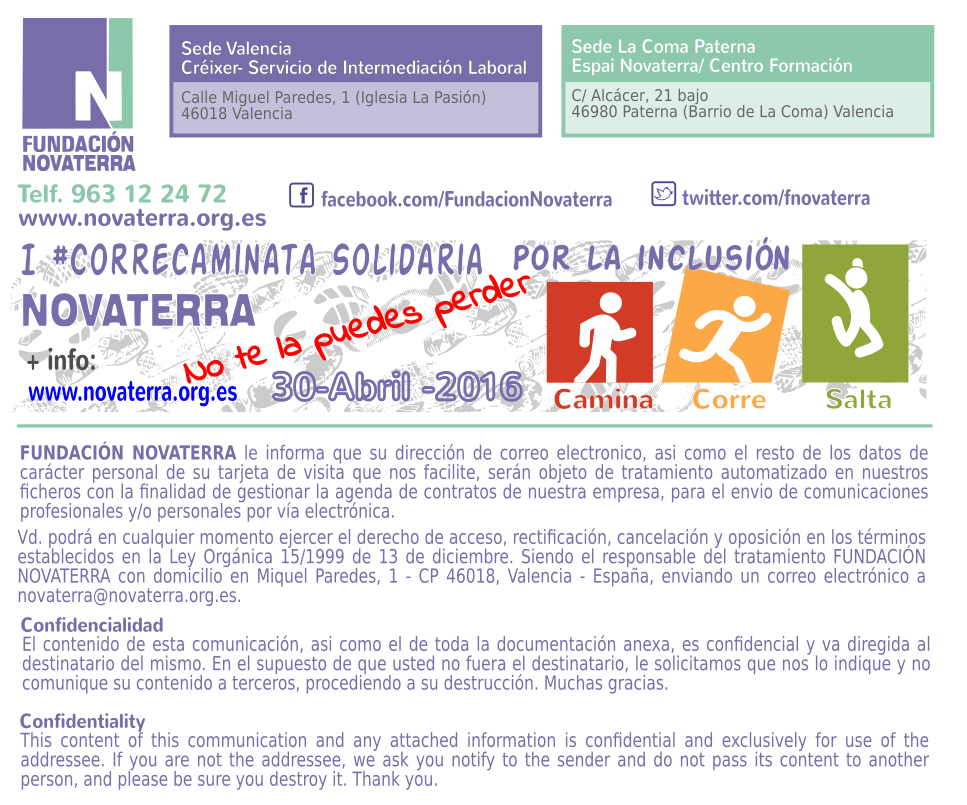 N
FUNDACIÓN
NOVATERRA
Sede Valencia
Créixer- Servicio de Intermediación Laboral
Calle Miguel Paredes, 1 (Iglesia La Pasión)
46018 Valencia
Sede La Coma Paterna
Espai Novaterra/ Centro Formación
C/ Alcácer, 21 bajo
46980 Paterna (Barrio de La Coma) Valencia
Telf. 963 12 24 72
www.novaterra.org.es
facebook.com/FundacionNovaterra
twitter.com/fnovaterra
I #CORRECAMINATA SOLIDARIA POR LA INCLUSIÓN
NOVATERRA
No te la puedes perder
+ info:
www.novaterra.org.es
30-Abril -2016
Camina
Corre
Salta
FUNDACIÓN NOVATERRA le informa que su dirección de correo electronico, asi como el resto de los datos de
carácter personal de su tarjeta de visita que nos facilite, serán objeto de tratamiento automatizado en nuestros
ficheros con la finalidad de gestionar la agenda de contratos de nuestra empresa, para el envio de comunicaciones
profesionales y/o personales por vía electrónica.
Vd. podrá en cualquier momento ejercer el derecho de acceso, rectificación, cancelación y oposición en los términos
establecidos en la Ley Orgánica 15/1999 de 13 de diciembre. Siendo el responsable del tratamiento FUNDACIÓN
NOVATERRA con domicilio en Miquel Paredes, 1 - CP 46018, Valencia - España, enviando un correo electrónico a
novaterra@novaterra.org.es.
Confidencialidad
El contenido de esta comunicación, asi como el de toda la documentación anexa, es confidencial y va diregida al
destinatario del mismo. En el supuesto de que usted no fuera el destinatario, le solicitamos que nos lo indique y no
comunique su contenido a terceros, procediendo a su destrucción. Muchas gracias.
Confidentiality
This content of this communication and any attached information is confidential and exclusively for use of the
addressee. If you are not the addressee, we ask you notify to the sender and do not pass its content to another
person, and please be sure you destroy it. Thank you.